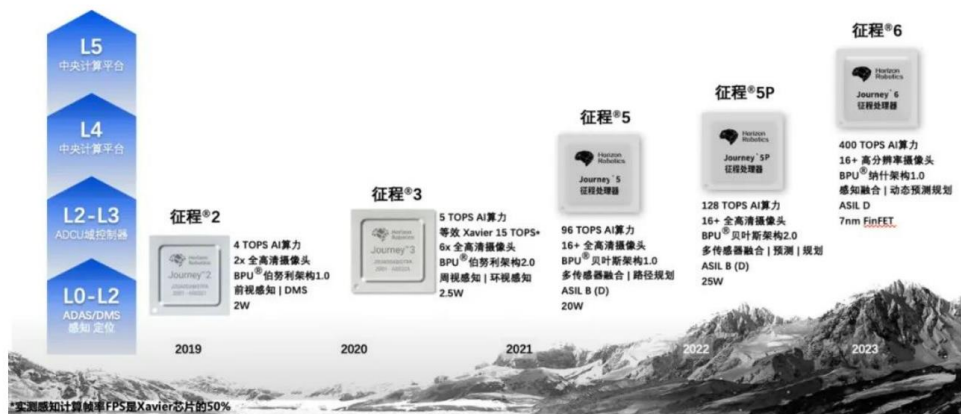 L5
中央计算平台
L4
中央计算平台
L2-L3
ADCU域控制器
L0-L2
ADAS/DMS
感知 定位
征程®2
Journey™2
4 TOPS AI算力
2x 全高清摄像头
BPU®伯努利架构1.0
前视感知 | DMS
2W
2019
征程®3
Horizon
Robotics
Journey™3
5 TOPS AI算力
等效 Xavier 15 TOPS*
6x 全高清摄像头
BPU®伯努利架构2.0
周视感知 | 环视感知
2.5W
2020
征程®5
Horizon
Robotics
Journey®5
征程处理器
96 TOPS AI算力
16+ 全高清摄像头
BPU®贝叶斯架构1.0
多传感器融合 | 路径规划
ASIL B (D)
20W
2021
征程®5P
Horizon
Robotics
Journey®5P
征程处理器
128 TOPS AI算力
16+ 全高清摄像头
BPU®贝叶斯架构2.0
多传感器融合 | 预测 | 规划
ASIL B (D)
25W
2022
征程®6
Horizon
Robotics
Journey®6
征程处理器
400 TOPS AI算力
16+ 高分辨率摄像头
BPU®纳什架构1.0
感知融合 | 动态预测规划
ASIL D
7nm FinFET
2023
*实测感知计算帧率FPS是Xavier芯片的50%